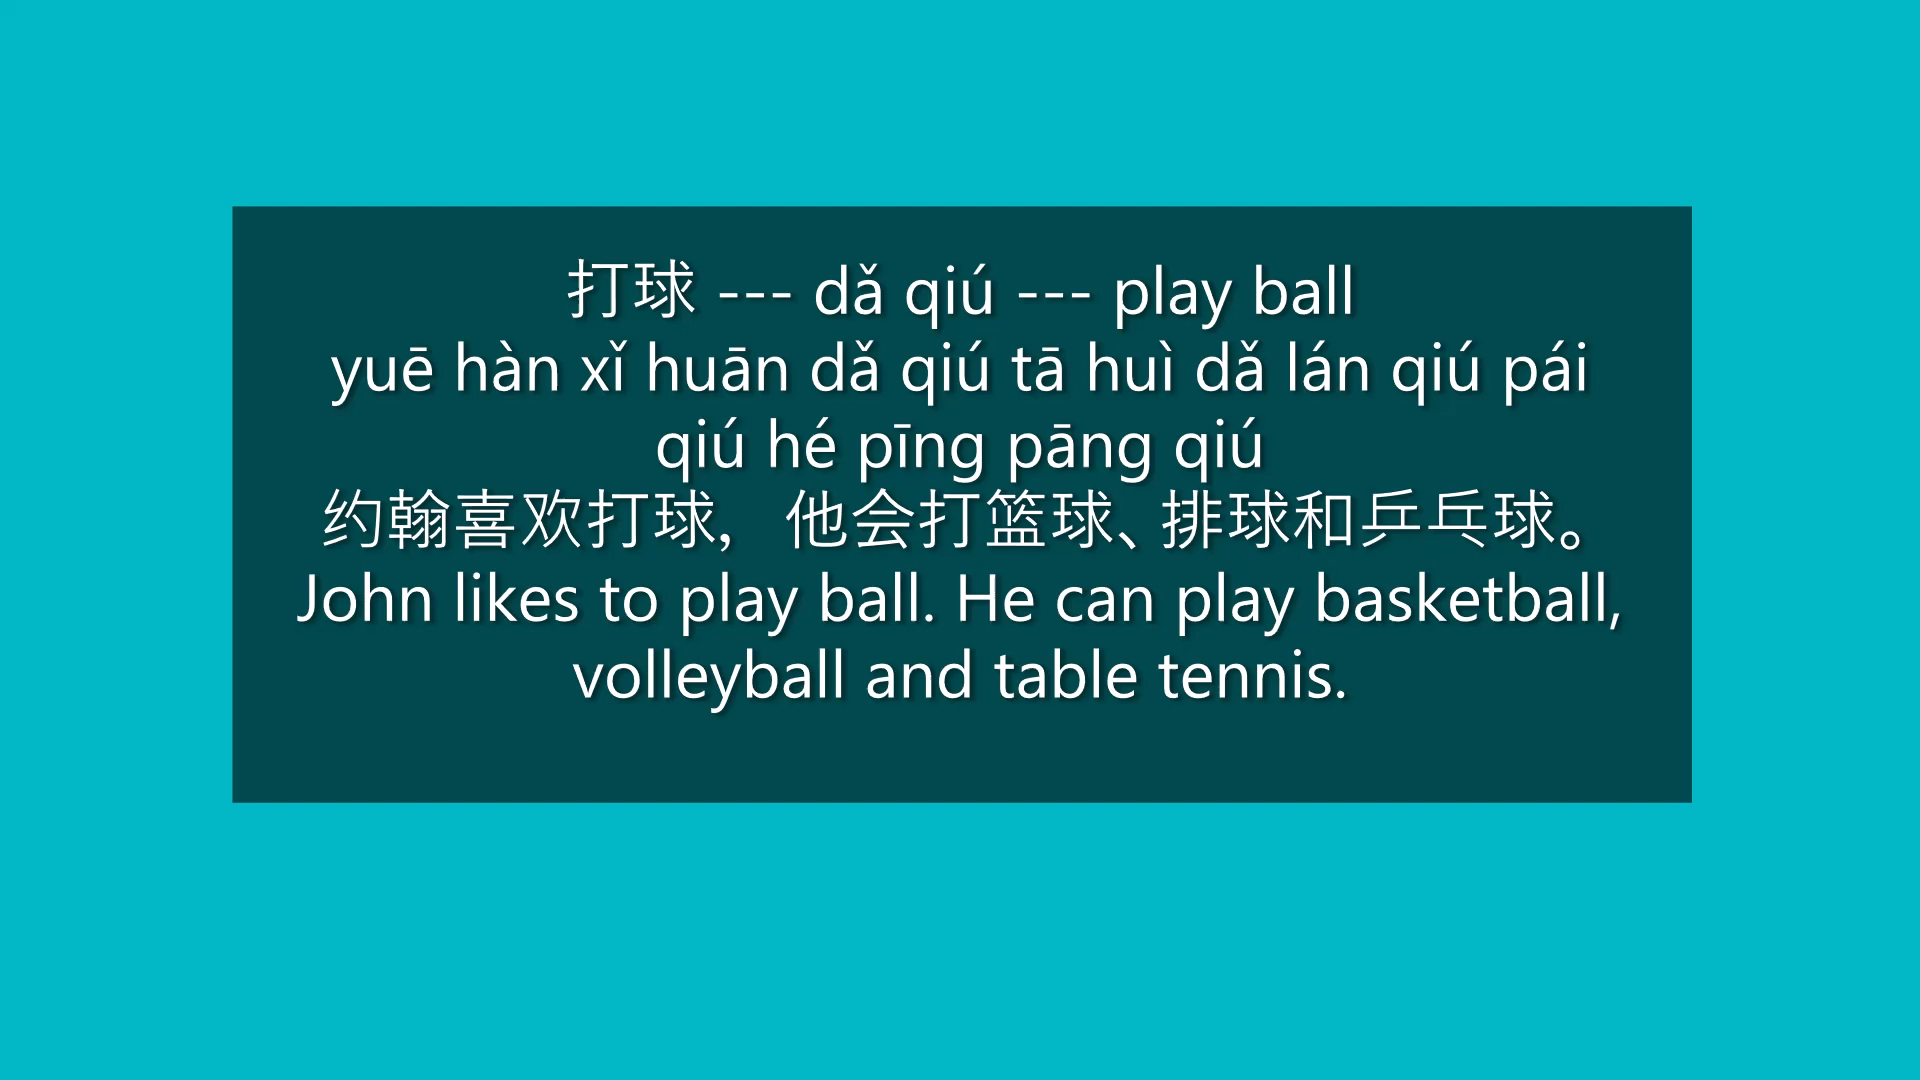 打球 --- dǎ qiú --- play ball
yuē hàn xǐ huān dǎ qiú tā huì dǎ lán qiú pái
qiú hé pīng pāng qiú
约翰喜欢打球， 他会打篮球、排球和乒乓球。
John likes to play ball. He can play basketball,
volleyball and table tennis.